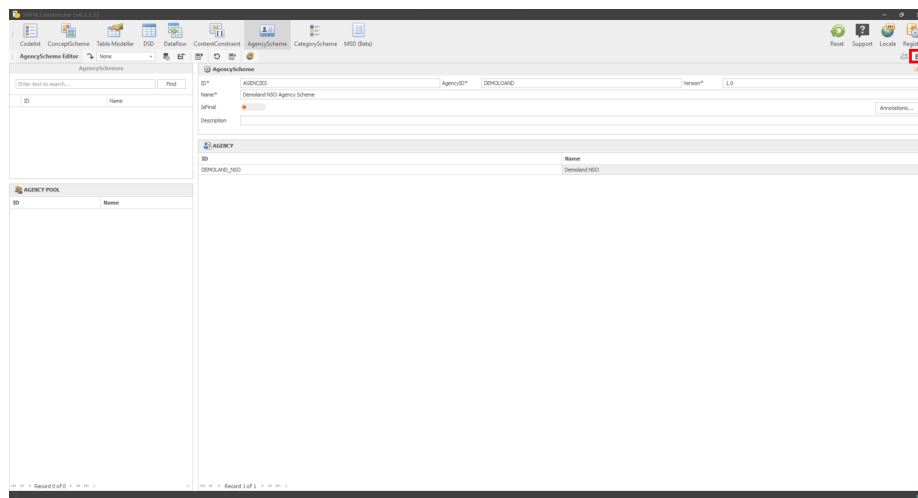 SDMX Constructor
Codelist ConceptScheme Table Modeller DSD Dataflow ContentConstraint AgencyScheme CategoryScheme MSD (Beta) Reset Support Locale Regist
AgencyScheme Editor None
AgencySchemes
Enter text to search... Find
ID Name
AgencyScheme
ID* AGENCIES AgencyID* DEMOLOAND Version* 1.0
Name* Demoland NSO Agency Scheme
IsFinal
Annotations...
Description
AGENCY
ID Name
DEMOLAND_NSO Demoland NSO
AGENCY POOL
ID Name
Record 0 of 0
Record 1 of 1